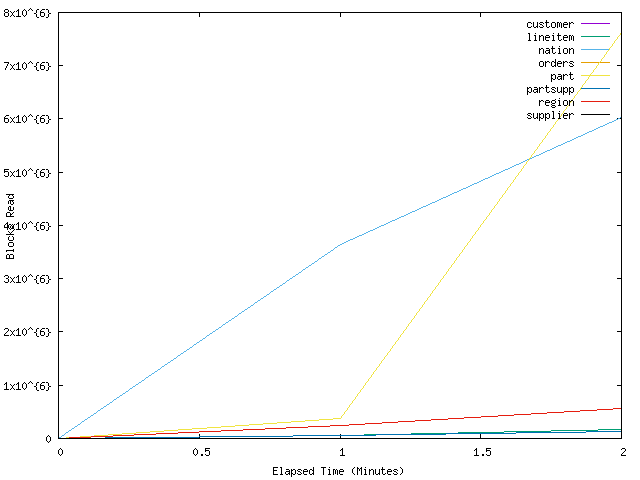 8x10^{6}
7x10^{6}
6x10^{6}
5x10^{6}
4x10^{6}
3x10^{6}
2x10^{6}
1x10^{6}
0
Blocks Read
customer
lineitem
nation
orders
part
partsupp
region
supplier
0 0.5 1 1.5 2
Elapsed Time (Minutes)